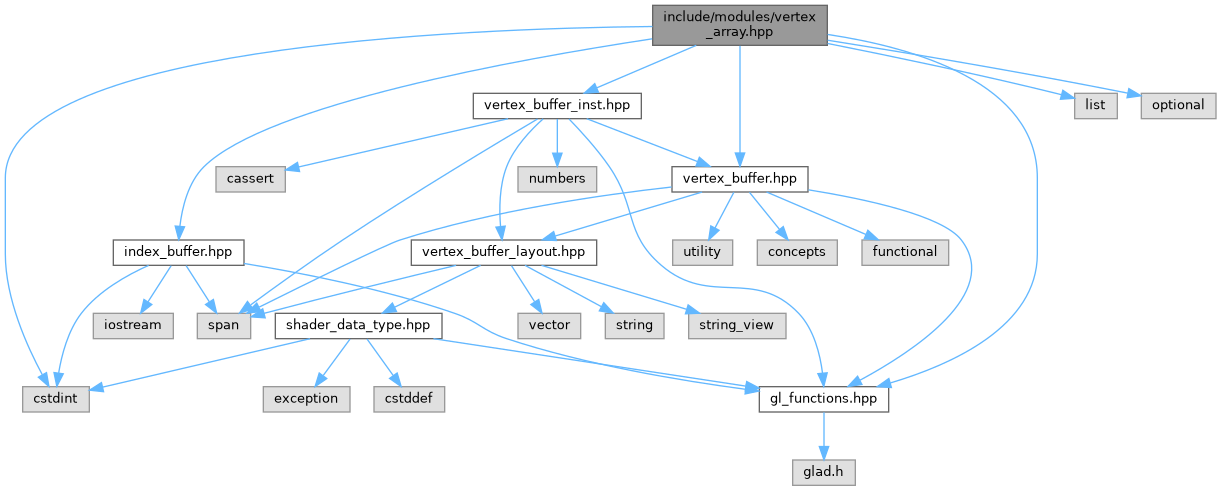 include/modules/vertex
_array.hpp
vertex_buffer_inst.hpp
list
optional
cassert
numbers
vertex_buffer.hpp
index_buffer.hpp
vertex_buffer_layout.hpp
utility
concepts
functional
iostream
span
shader_data_type.hpp
vector
string
string_view
cstdint
exception
cstddef
gl_functions.hpp
glad.h